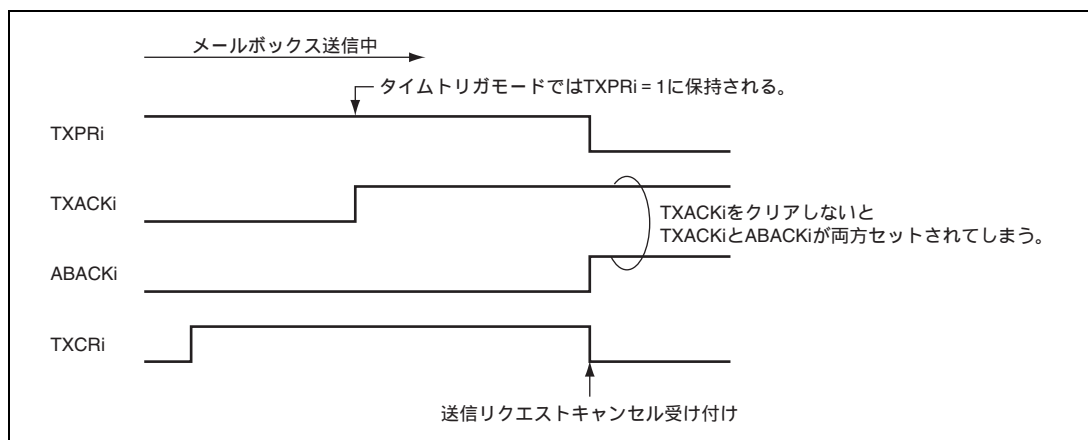 メールボックス送信中
タイムトリガモードではTXPRi = 1に保持される。
TXPRi
TXACKi
TXACKiをクリアしないと
TXACKiとABACKiが両方セットされてしまう。
ABACKi
TXCRi
送信リクエストキャンセル受け付け